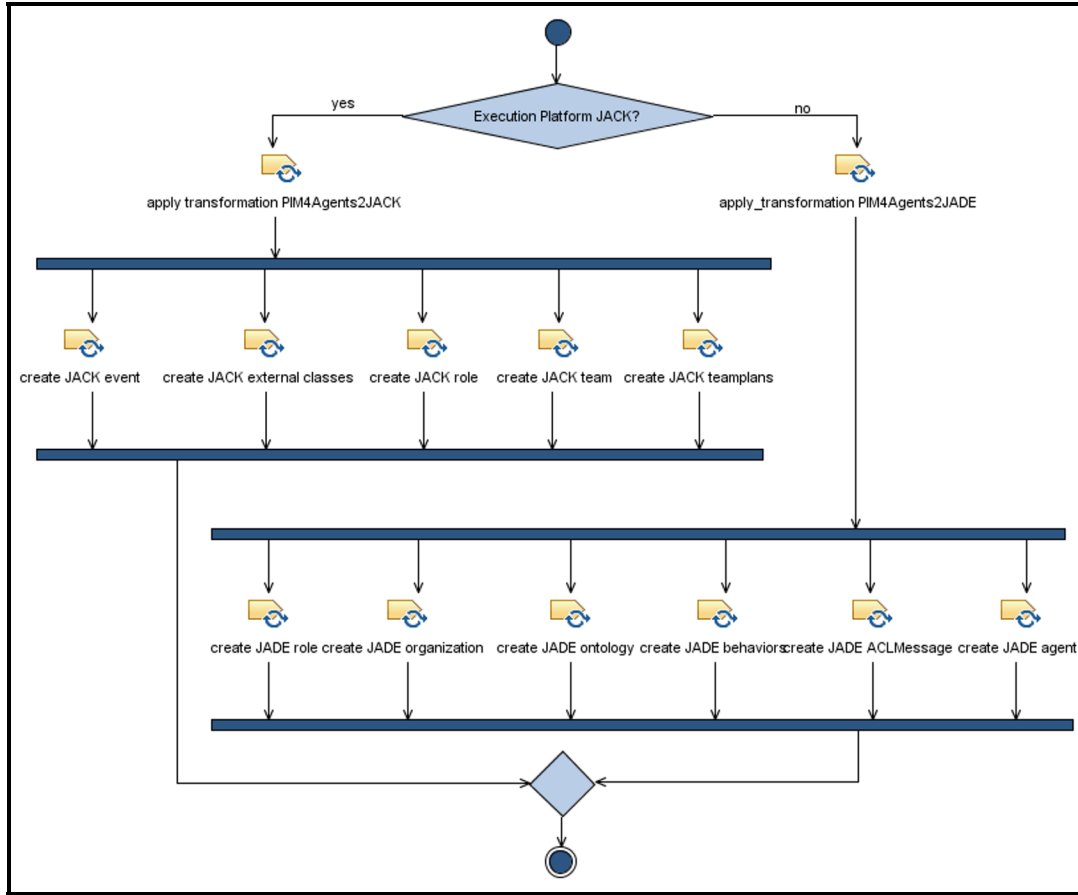 yes
Execution Platform JACK?
no
apply transformation PIM4Agents2JACK
apply_transformation PIM4Agents2JADE
create JACK event
create JACK external classes
create JACK role
create JACK team
create JACK teamplans
create JADE role
create JADE organization
create JADE ontology
create JADE behaviors
create JADE ACLMessage
create JADE agent